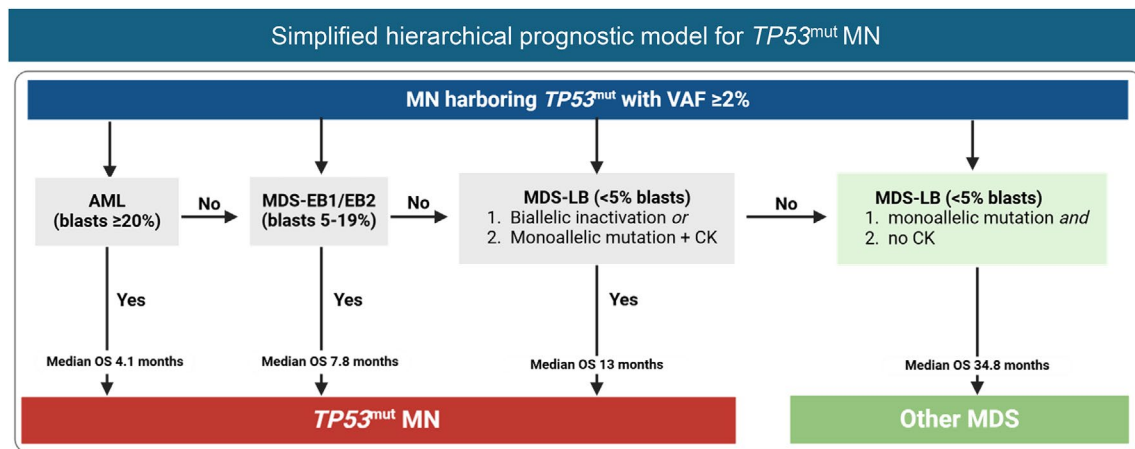 Simplified hierarchical prognostic model for TP53mut MN
MN harboring TP53mut with VAF ≥2%
AML
(blasts ≥20%)
No
MDS-EB1/EB2
(blasts 5-19%)
No
MDS-LB (<5% blasts)
1. Biallelic inactivation or
2. Monoallelic mutation + CK
No
MDS-LB (<5% blasts)
1. monoallelic mutation and
2. no CK
Yes
Yes
Yes
Median OS 4.1 months
Median OS 7.8 months
Median OS 13 months
Median OS 34.8 months
TP53mut MN
Other MDS